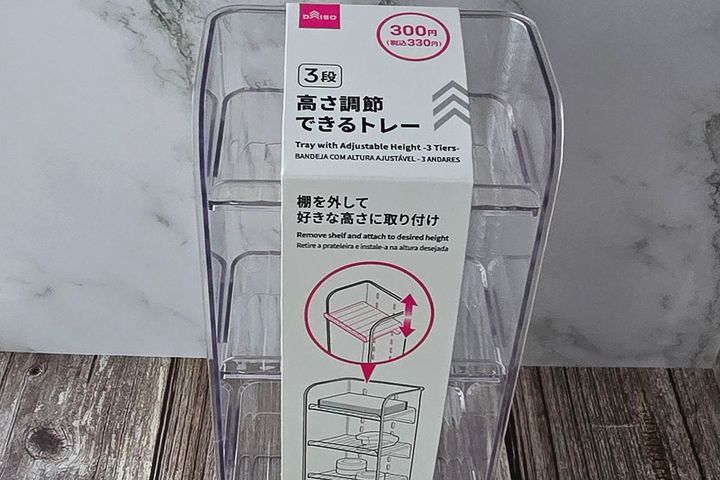 DAISO
300円
(税込330円)
3段
高さ調節
できるトレー
Tray with Adjustable Height -3 Tiers-
BANDEJA COM ALTURA AJUSTÁVEL - 3 ANDARES
棚を外して
好きな高さに取り付け
Remove shelf and attach to desired height
Retire a prateleira e instale-a na altura desejada